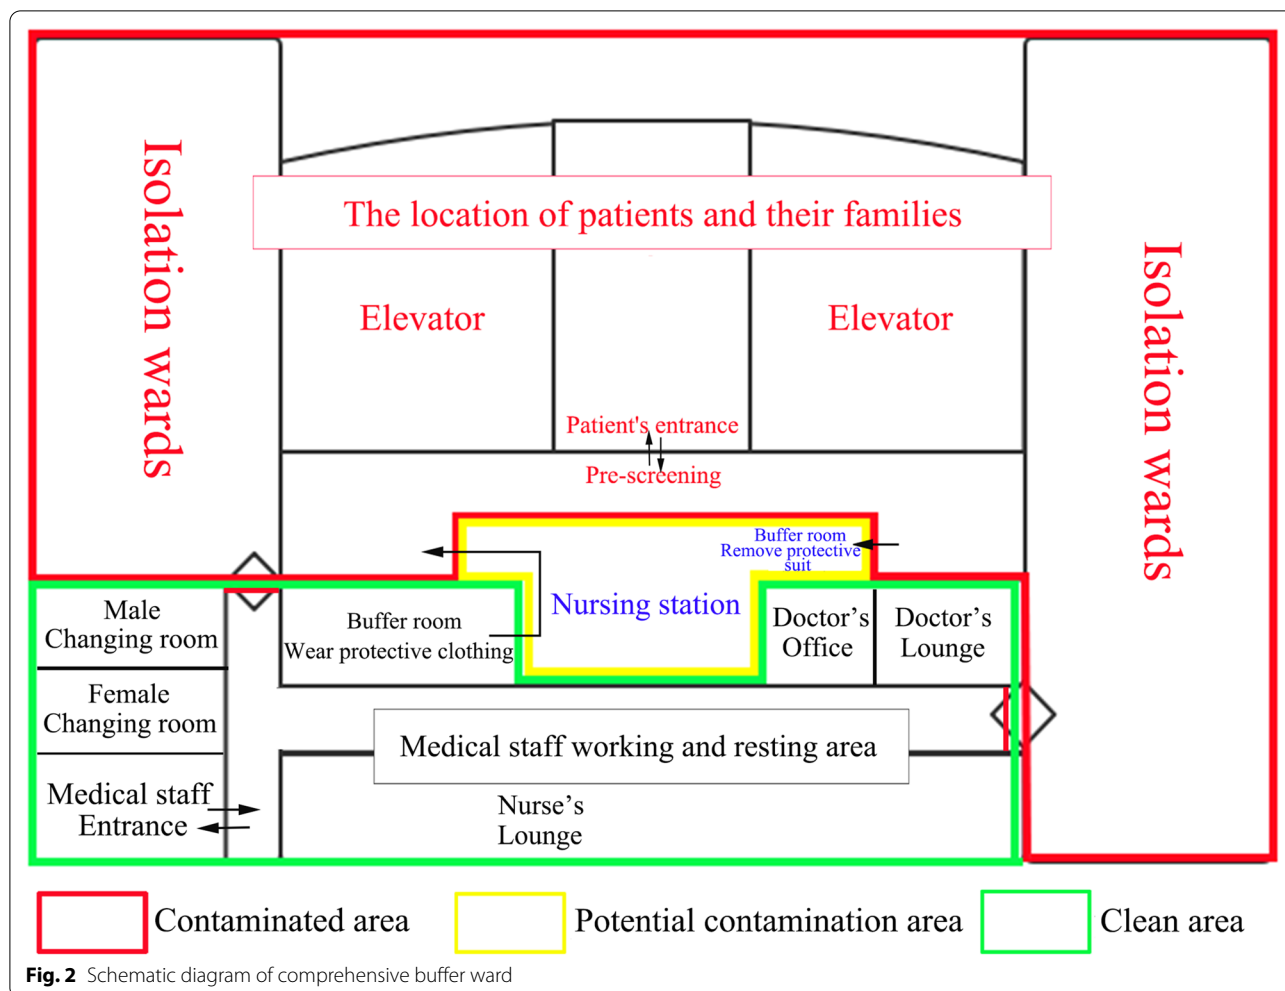 Isolation wards
The location of patients and their families
Isolation wards
Elevator
Elevator
Patient's entrance
Pre-screening
Buffer room
Remove protective
suit
Nursing station
Male
Changing room
Buffer room
Wear protective clothing
Doctor's
Office
Doctor's
Lounge
Female
Changing room
Medical staff working and resting area
Medical staff
Entrance
Nurse's
Lounge
Contaminated area
Potential contamination area
Clean area
Fig. 2 Schematic diagram of comprehensive buffer ward